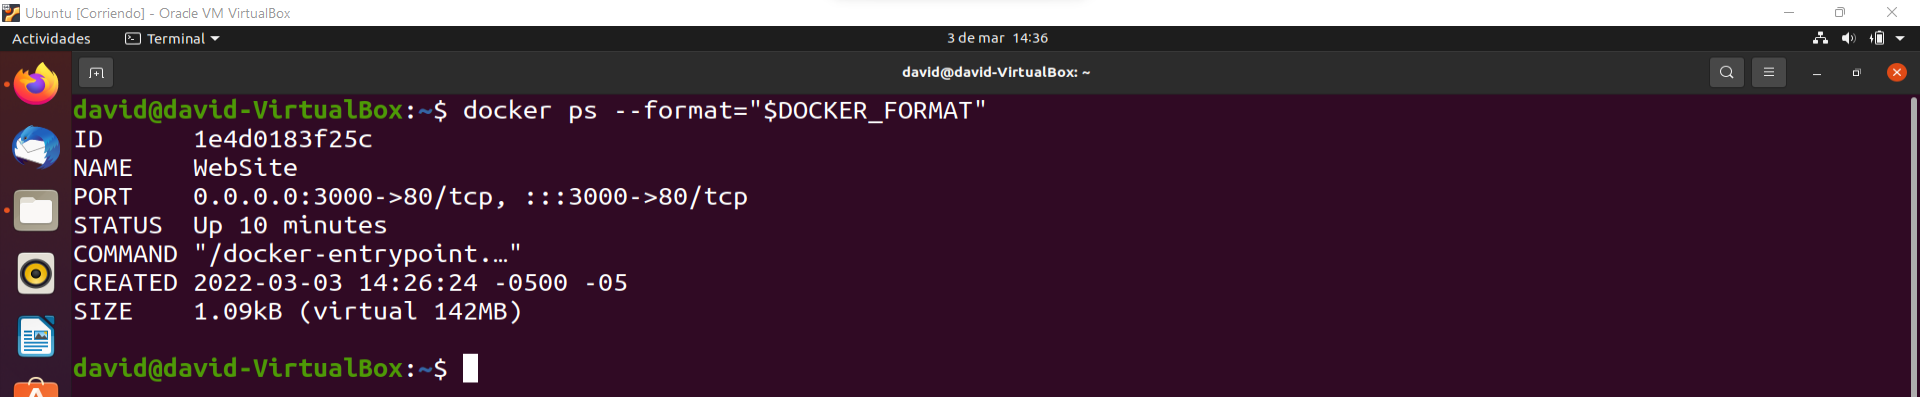 Ubuntu [Corriendo] - Oracle VM VirtualBox
Actividades Terminal 3 de mar 14:36
david@david-VirtualBox: ~
david@david-VirtualBox:~$ docker ps --format="$DOCKER_FORMAT"
ID      1e4d0183f25c
NAME    WebSite
PORT    0.0.0.0:3000->80/tcp, :::3000->80/tcp
STATUS  Up 10 minutes
COMMAND "/docker-entrypoint.…"
CREATED 2022-03-03 14:26:24 -0500 -05
SIZE    1.09kB (virtual 142MB)
david@david-VirtualBox:~$